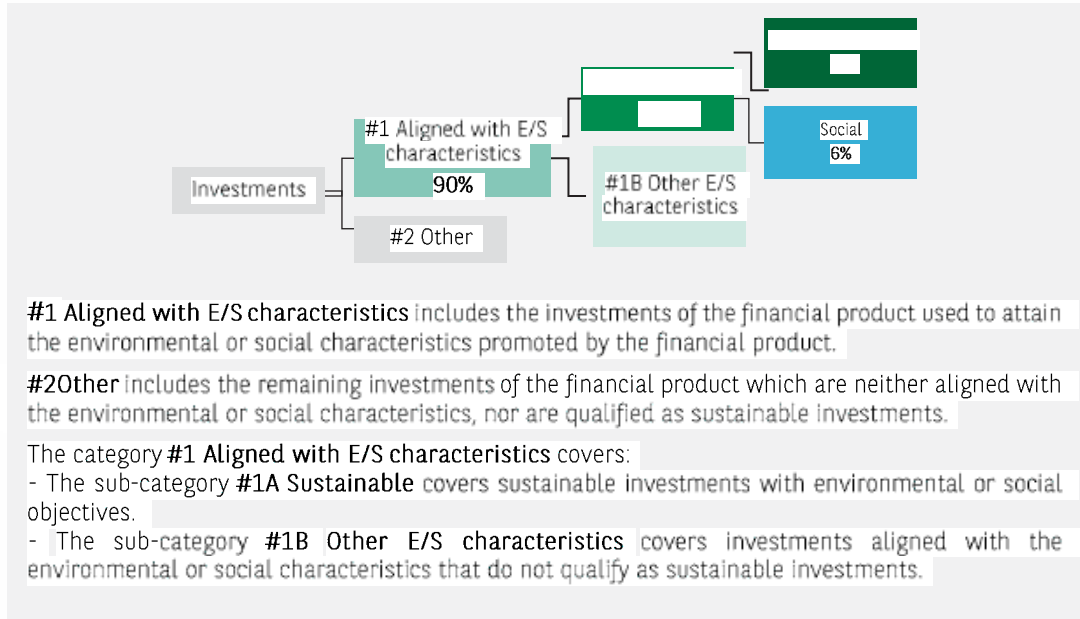 #1 Aligned with E/S
characteristics
90%
Investments
#2 Other
#1B Other E/S
characteristics
Social
6%
#1 Aligned with E/S characteristics includes the investments of the financial product used to attain
the environmental or social characteristics promoted by the financial product.
#2Other includes the remaining investments of the financial product which are neither aligned with
the environmental or social characteristics, nor are qualified as sustainable investments.
The category #1 Aligned with E/S characteristics covers:
- The sub-category #1A Sustainable covers sustainable investments with environmental or social
objectives.
- The sub-category #1B Other E/S characteristics covers investments aligned with the
environmental or social characteristics that do not qualify as sustainable investments.